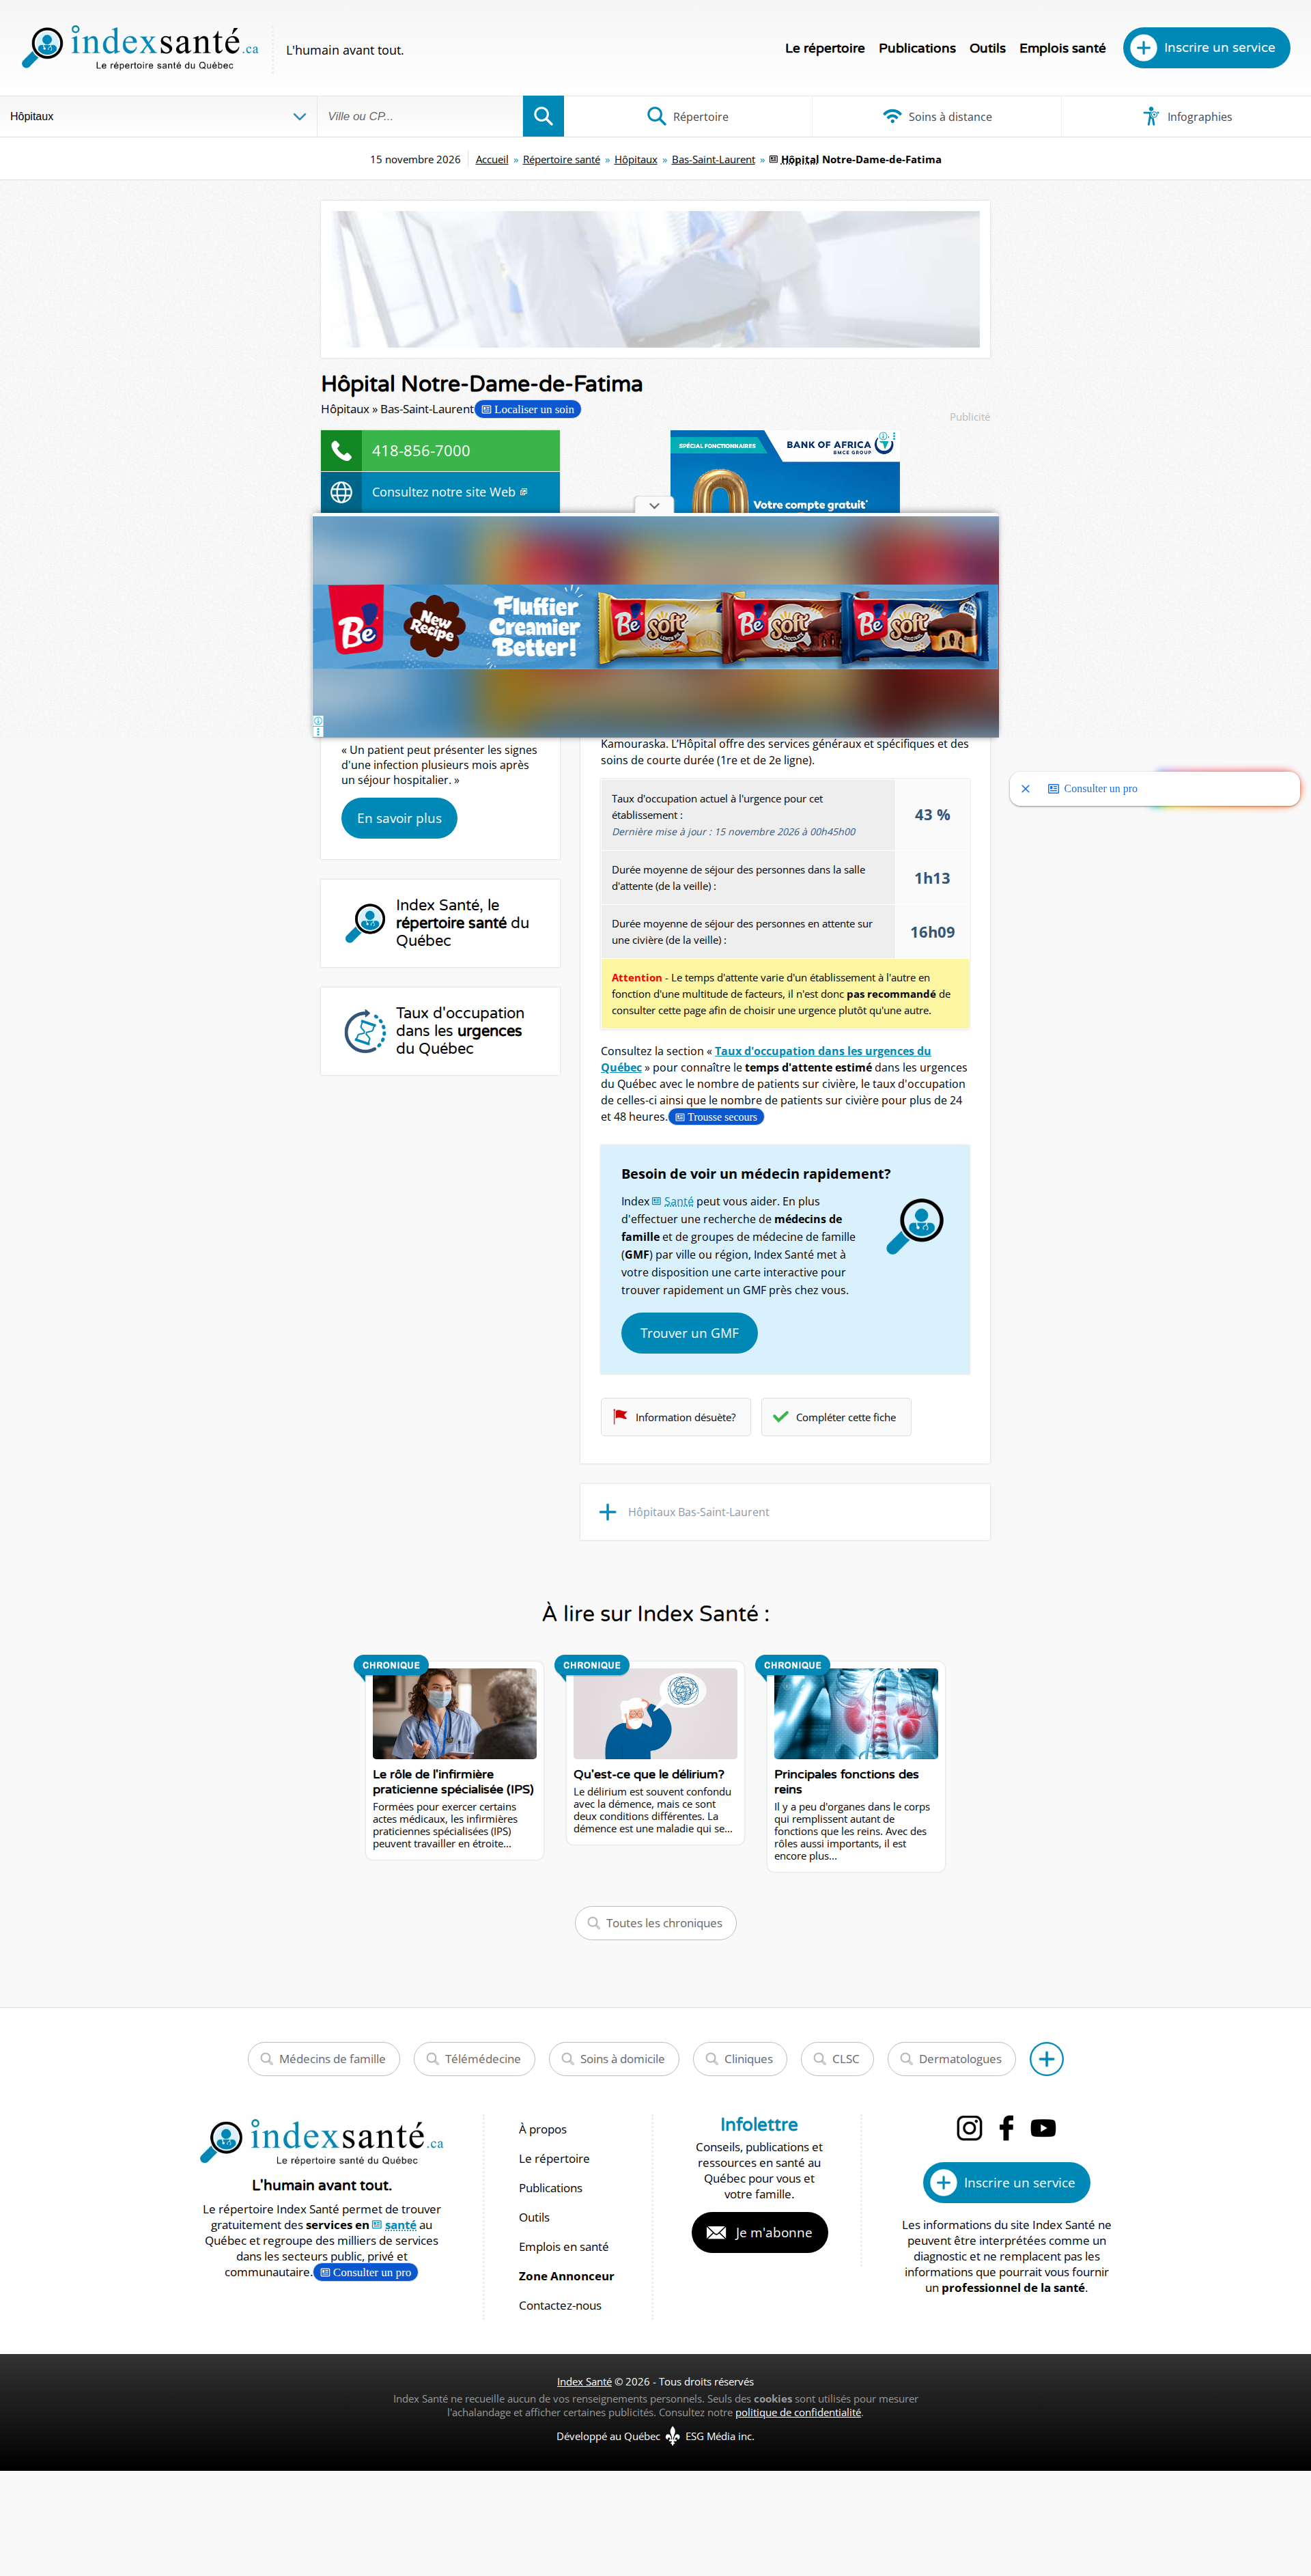 indexsanté.ca
Le répertoire santé du Québec
L'humain avant tout.
Le répertoire
Publications
Outils
Emplois santé
Inscrire un service
Hôpitaux
Ville ou CP...
Répertoire
Soins à distance
Infographies
15 novembre 2026 Accueil » Répertoire santé » Hôpitaux » Bas-Saint-Laurent » Hôpital Notre-Dame-de-Fatima
Hôpital Notre-Dame-de-Fatima
Hôpitaux » Bas-Saint-Laurent Localiser un soin
Publicité
418-856-7000
Consultez notre site Web
SPÉCIAL FONCTIONNAIRES
BANK OF AFRICA
BMCE GROUP
Votre compte gratuit*
Be
New
Recipe
Fluffier
Creamier
Better!
Be Soft
Be Soft
Be Soft
« Un patient peut présenter les signes
d'une infection plusieurs mois après
un séjour hospitalier. »
En savoir plus
Index Santé, le
répertoire santé du
Québec
Taux d'occupation
dans les urgences
du Québec
Kamouraska. L'Hôpital offre des services généraux et spécifiques et des
soins de courte durée (1re et de 2e ligne).
Taux d'occupation actuel à l'urgence pour cet
établissement :
Dernière mise à jour : 15 novembre 2026 à 00h45h00
43 %
Durée moyenne de séjour des personnes dans la salle
d'attente (de la veille) :
1h13
Durée moyenne de séjour des personnes en attente sur
une civière (de la veille) :
16h09
Attention - Le temps d'attente varie d'un établissement à l'autre en
fonction d'une multitude de facteurs, il n'est donc pas recommandé de
consulter cette page afin de choisir une urgence plutôt qu'une autre.
Consulter un pro
Consultez la section « Taux d'occupation dans les urgences du
Québec » pour connaître le temps d'attente estimé dans les urgences
du Québec avec le nombre de patients sur civière, le taux d'occupation
de celles-ci ainsi que le nombre de patients sur civière pour plus de 24
et 48 heures. Trousse secours
Besoin de voir un médecin rapidement?
Index Santé peut vous aider. En plus
d'effectuer une recherche de médecins de
famille et de groupes de médecine de famille
(GMF) par ville ou région, Index Santé met à
votre disposition une carte interactive pour
trouver rapidement un GMF près chez vous.
Trouver un GMF
Information désuète?
Compléter cette fiche
Hôpitaux Bas-Saint-Laurent
À lire sur Index Santé :
CHRONIQUE
Le rôle de l'infirmière
praticienne spécialisée (IPS)
Formées pour exercer certains
actes médicaux, les infirmières
praticiennes spécialisées (IPS)
peuvent travailler en étroite...
CHRONIQUE
Qu'est-ce que le délirium?
Le délirium est souvent confondu
avec la démence, mais ce sont
deux conditions différentes. La
démence est une maladie qui se...
CHRONIQUE
Principales fonctions des
reins
Il y a peu d'organes dans le corps
qui remplissent autant de
fonctions que les reins. Avec des
rôles aussi importants, il est
encore plus...
Toutes les chroniques
Médecins de famille
Télémédecine
Soins à domicile
Cliniques
CLSC
Dermatologues
indexsanté.ca
Le répertoire santé du Québec
L'humain avant tout.
Le répertoire Index Santé permet de trouver
gratuitement des services en santé au
Québec et regroupe des milliers de services
dans les secteurs public, privé et
communautaire. Consulter un pro
À propos
Le répertoire
Publications
Outils
Emplois en santé
Zone Annonceur
Contactez-nous
Infolettre
Conseils, publications et
ressources en santé au
Québec pour vous et
votre famille.
Je m'abonne
Inscrire un service
Les informations du site Index Santé ne
peuvent être interprétées comme un
diagnostic et ne remplacent pas les
informations que pourrait vous fournir
un professionnel de la santé.
Index Santé © 2026 - Tous droits réservés
Index Santé ne recueille aucun de vos renseignements personnels. Seuls des cookies sont utilisés pour mesurer
l'achalandage et afficher certaines publicités. Consultez notre politique de confidentialité.
Développé au Québec ESG Média inc.